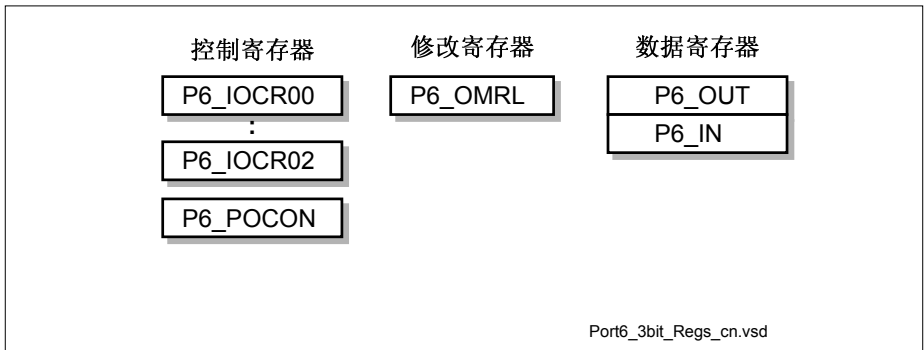 控制寄存器 修改寄存器 数据寄存器
P6_IOCR00 P6_OMRL P6_OUT
: P6_IN
P6_IOCR02
P6_POCON
Port6_3bit_Regs_cn.vsd